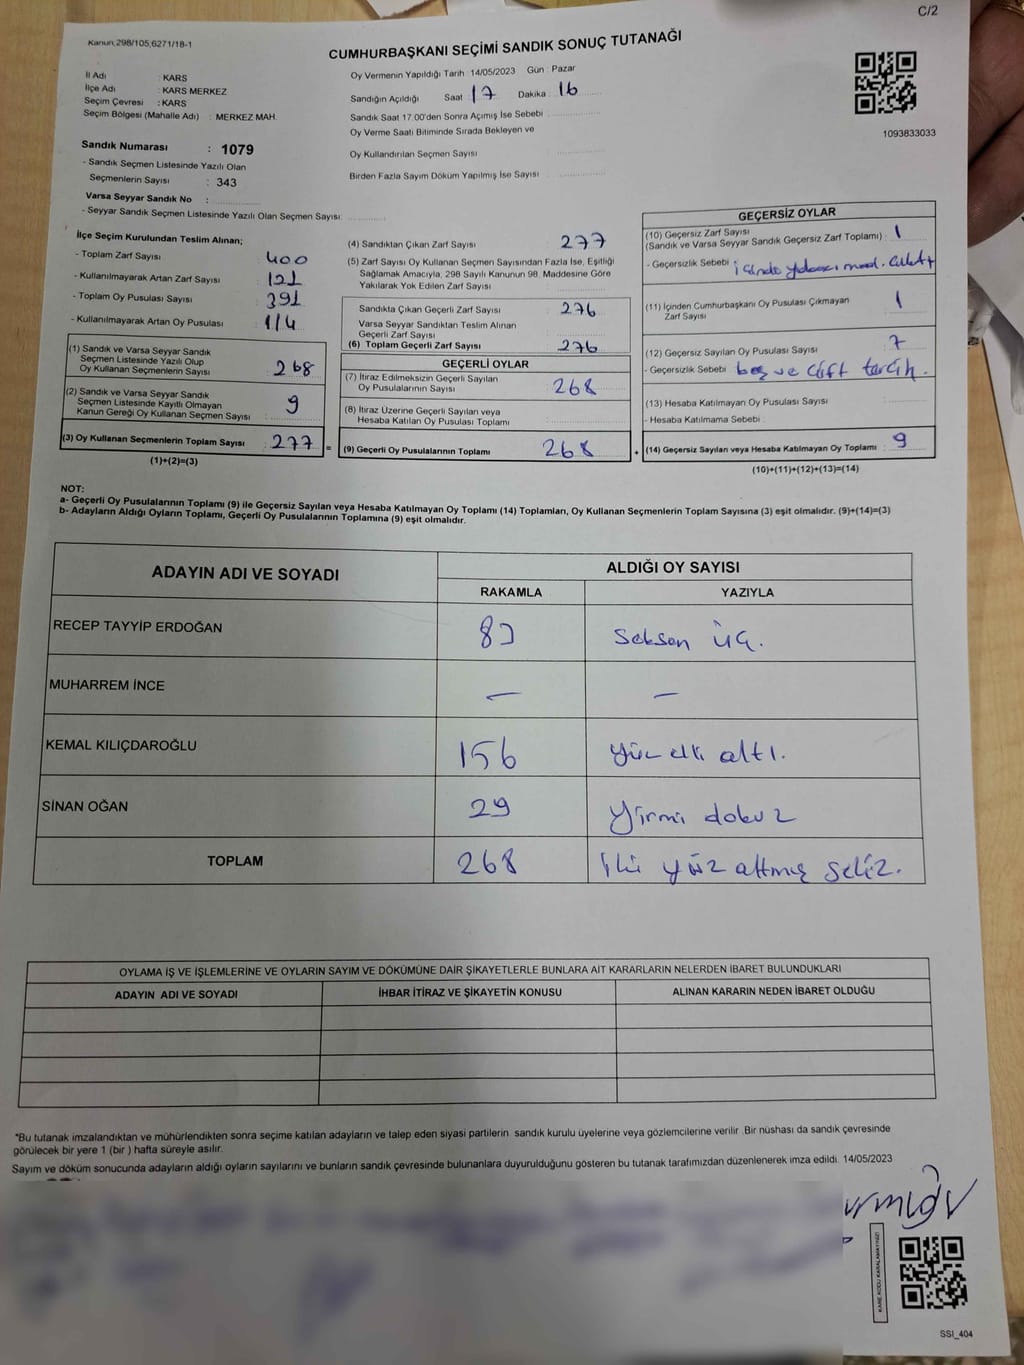 C/2
Kanun 298/105;6271/18-1
CUMHURBAŞKANI SEÇİMİ SANDIK SONUÇ TUTANAĞI
İl Adı : KARS
İlçe Adı : KARS MERKEZ
Seçim Çevresi : KARS
Seçim Bölgesi (Mahalle Adı) : MERKEZ MAH.
Oy Vermenin Yapıldığı Tarih 14/05/2023 Gün : Pazar
Sandığın Açıldığı Saat 17 Dakika : 16
Sandık Saat 17.00'den Sonra Açımış İse Sebebi
Oy Verme Saati Bitiminde Sırada Bekleyen ve
Oy Kullandırılan Seçmen Sayısı
Birden Fazla Sayım Döküm Yapılmış İse Sayısı
1093833033
Sandık Numarası : 1079
- Sandık Seçmen Listesinde Yazılı Olan
Seçmenlerin Sayısı : 343
Varsa Seyyar Sandık No :
- Seyyar Sandık Seçmen Listesinde Yazılı Olan Seçmen Sayısı:
İlçe Seçim Kurulundan Teslim Alınan;
- Toplam Zarf Sayısı : 400
- Kullanılmayarak Artan Zarf Sayısı : 121
- Toplam Oy Pusulası Sayısı : 391
- Kullanılmayarak Artan Oy Pusulası : 114
(1) Sandık ve Varsa Seyyar Sandık
Seçmen Listesinde Yazılı Olup
Oy Kullanan Seçmenlerin Sayısı : 268
(2) Sandık ve Varsa Seyyar Sandık
Seçmen Listesinde Kayıtlı Olmayan
Kanun Gereği Oy Kullanan Seçmen Sayısı : 9
(3) Oy Kullanan Seçmenlerin Toplam Sayısı : 277 =
(1)+(2)=(3)
(4) Sandıktan Çıkan Zarf Sayısı 277
(5) Zarf Sayısı Oy Kullanan Seçmen Sayısından Fazla İse, Eşitliği
Sağlamak Amacıyla, 298 Sayılı Kanunun 98. Maddesine Göre
Yakılarak Yok Edilen Zarf Sayısı
Sandıkta Çıkan Geçerli Zarf Sayısı : 276
Varsa Seyyar Sandıktan Teslim Alınan
Geçerli Zarf Sayısı
(6) Toplam Geçerli Zarf Sayısı : 276
GEÇERLİ OYLAR
(7) İtiraz Edilmeksizin Geçerli Sayılan
Oy Pusulalarının Sayısı 268
(8) İtiraz Üzerine Geçerli Sayılan veya
Hesaba Katılan Oy Pusulası Toplamı
(9) Geçerli Oy Pusulalarının Toplamı 268 +
GEÇERSİZ OYLAR
(10) Geçersiz Zarf Sayısı
(Sandık ve Varsa Seyyar Sandık Geçersiz Zarf Toplamı) : 1
- Geçersizlik Sebebi :
(11) İçinden Cumhurbaşkanı Oy Pusulası Çıkmayan
Zarf Sayısı 1
(12) Geçersiz Sayılan Oy Pusulası Sayısı : 7
- Geçersizlik Sebebi : boş ve çift tercih.
(13) Hesaba Katılmayan Oy Pusulası Sayısı :
- Hesaba Katılmama Sebebi :
(14) Geçersiz Sayılan veya Hesaba Katılmayan Oy Toplamı : 9
(10)+(11)+(12)+(13)=(14)
NOT:
a- Geçerli Oy Pusulalarının Toplamı (9) ile Geçersiz Sayılan veya Hesaba Katılmayan Oy Toplamı (14) Toplamları, Oy Kullanan Seçmenlerin Toplam Sayısına (3) eşit olmalıdır. (9)+(14)=(3)
b- Adayların Aldığı Oyların Toplamı, Geçerli Oy Pusulalarının Toplamına (9) eşit olmalıdır.
ADAYIN ADI VE SOYADI
ALDIĞI OY SAYISI
RAKAMLA YAZIYLA
RECEP TAYYİP ERDOĞAN 83 Seksen üç.
MUHARREM İNCE – –
KEMAL KILIÇDAROĞLU 156 Yüz elli altı.
SİNAN OĞAN 29 Yirmi dokuz
TOPLAM 268 İki yüz altmış sekiz.
OYLAMA İŞ VE İŞLEMLERİNE VE OYLARIN SAYIM VE DÖKÜMÜNE DAİR ŞİKAYETLERLE BUNLARA AİT KARARLARIN NELERDEN İBARET BULUNDUKLARI
ADAYIN ADI VE SOYADI İHBAR İTİRAZ VE ŞİKAYETİN KONUSU ALINAN KARARIN NEDEN İBARET OLDUĞU
*Bu tutanak imzalandıktan ve mühürlendikten sonra seçime katılan adayların ve talep eden siyasi partilerin sandık kurulu üyelerine veya gözlemcilerine verilir. Bir nüshası da sandık çevresinde
görülecek bir yere 1 (bir ) hafta süreyle asılır.
Sayım ve döküm sonucunda adayların aldığı oyların sayılarını ve bunların sandık çevresinde bulunanlara duyurulduğunu gösteren bu tutanak tarafımızdan düzenlenerek imza edildi. 14/05/2023
KARE KODU KARALAMAYINIZ!
SSI_404